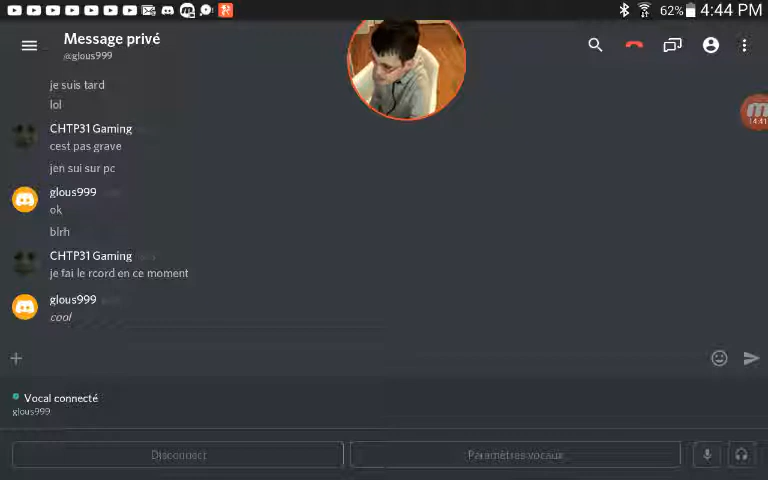 62% 4:44 PM
Message privé
@glous999
je suis tard
lol
CHTP31 Gaming
cest pas grave
jen sui sur pc
glous999
ok
blrh
CHTP31 Gaming
je fai le rcord en ce moment
glous999
cool
14:41
Vocal connecté
glous999
Disconnect
Paramètres vocaux